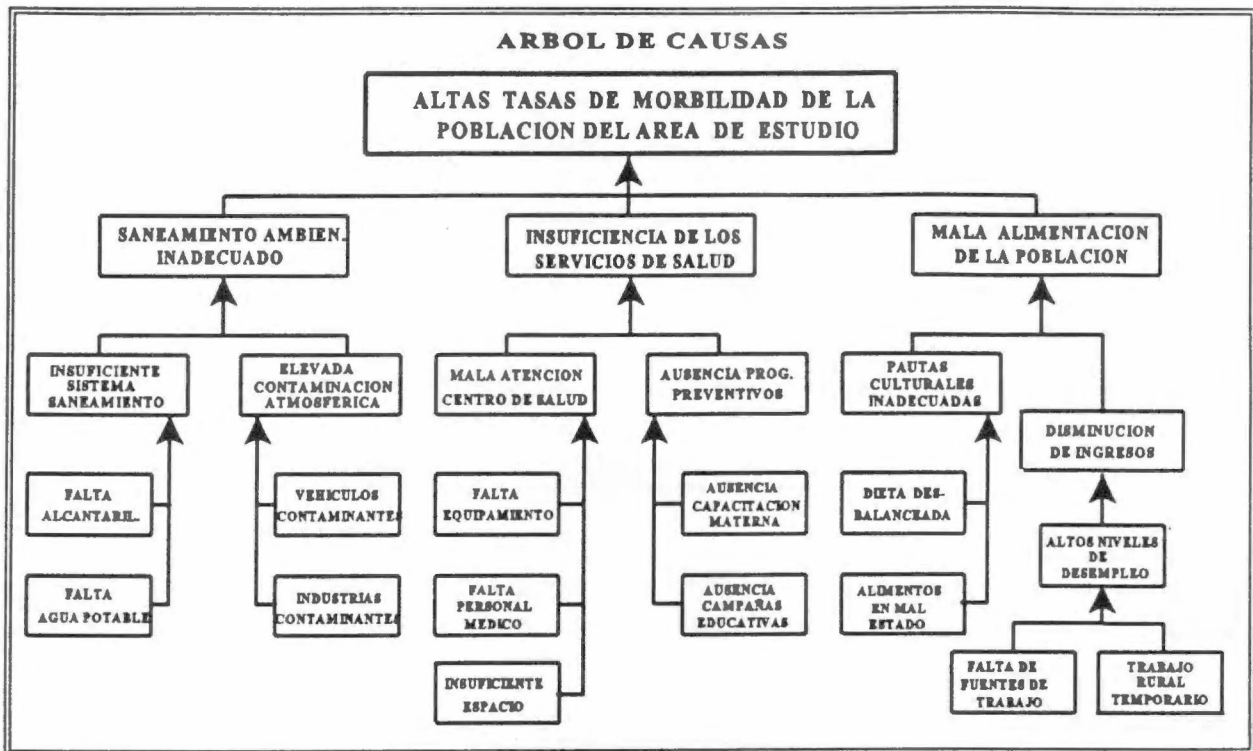 ARBOL DE CAUSAS
ALTAS TASAS DE MORBILIDAD DE LA
POBLACION DEL AREA DE ESTUDIO
SANEAMIENTO AMBIEN.
INADECUADO
INSUFICIENCIA DE LOS
SERVICIOS DE SALUD
MALA ALIMENTACION
DE LA POBLACION
INSUFICIENTE
SISTEMA
SANEAMIENTO
ELEVADA
CONTAMINACION
ATMOSFERICA
MALA ATENCION
CENTRO DE SALUD
AUSENCIA PROG.
PREVENTIVOS
PAUTAS
CULTURALES
INADECUADAS
DISMINUCION
DE INGRESOS
FALTA
ALCANTARIL.
VEHICULOS
CONTAMINANTES
FALTA
EQUIPAMIENTO
AUSENCIA
CAPACITACION
MATERNA
DIETA DES-
BALANCEADA
ALTOS NIVELES
DE
DESEMPLEO
FALTA
AGUA POTABLE
INDUSTRIAS
CONTAMINANTES
FALTA
PERSONAL
MEDICO
AUSENCIA
CAMPAÑAS
EDUCATIVAS
ALIMENTOS
EN MAL
ESTADO
INSUFICIENTE
ESPACIO
FALTA DE
FUENTES DE
TRABAJO
TRABAJO
RURAL
TEMPORARIO